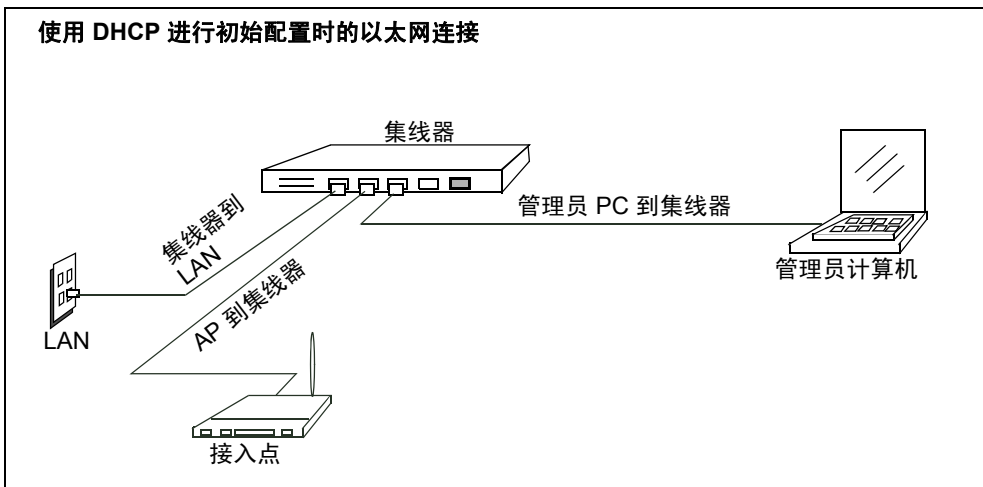 使用 DHCP 进行初始配置时的以太网连接
集线器
管理员 PC 到集线器
集线器到
LAN
管理员计算机
AP 到集线器
LAN
接入点